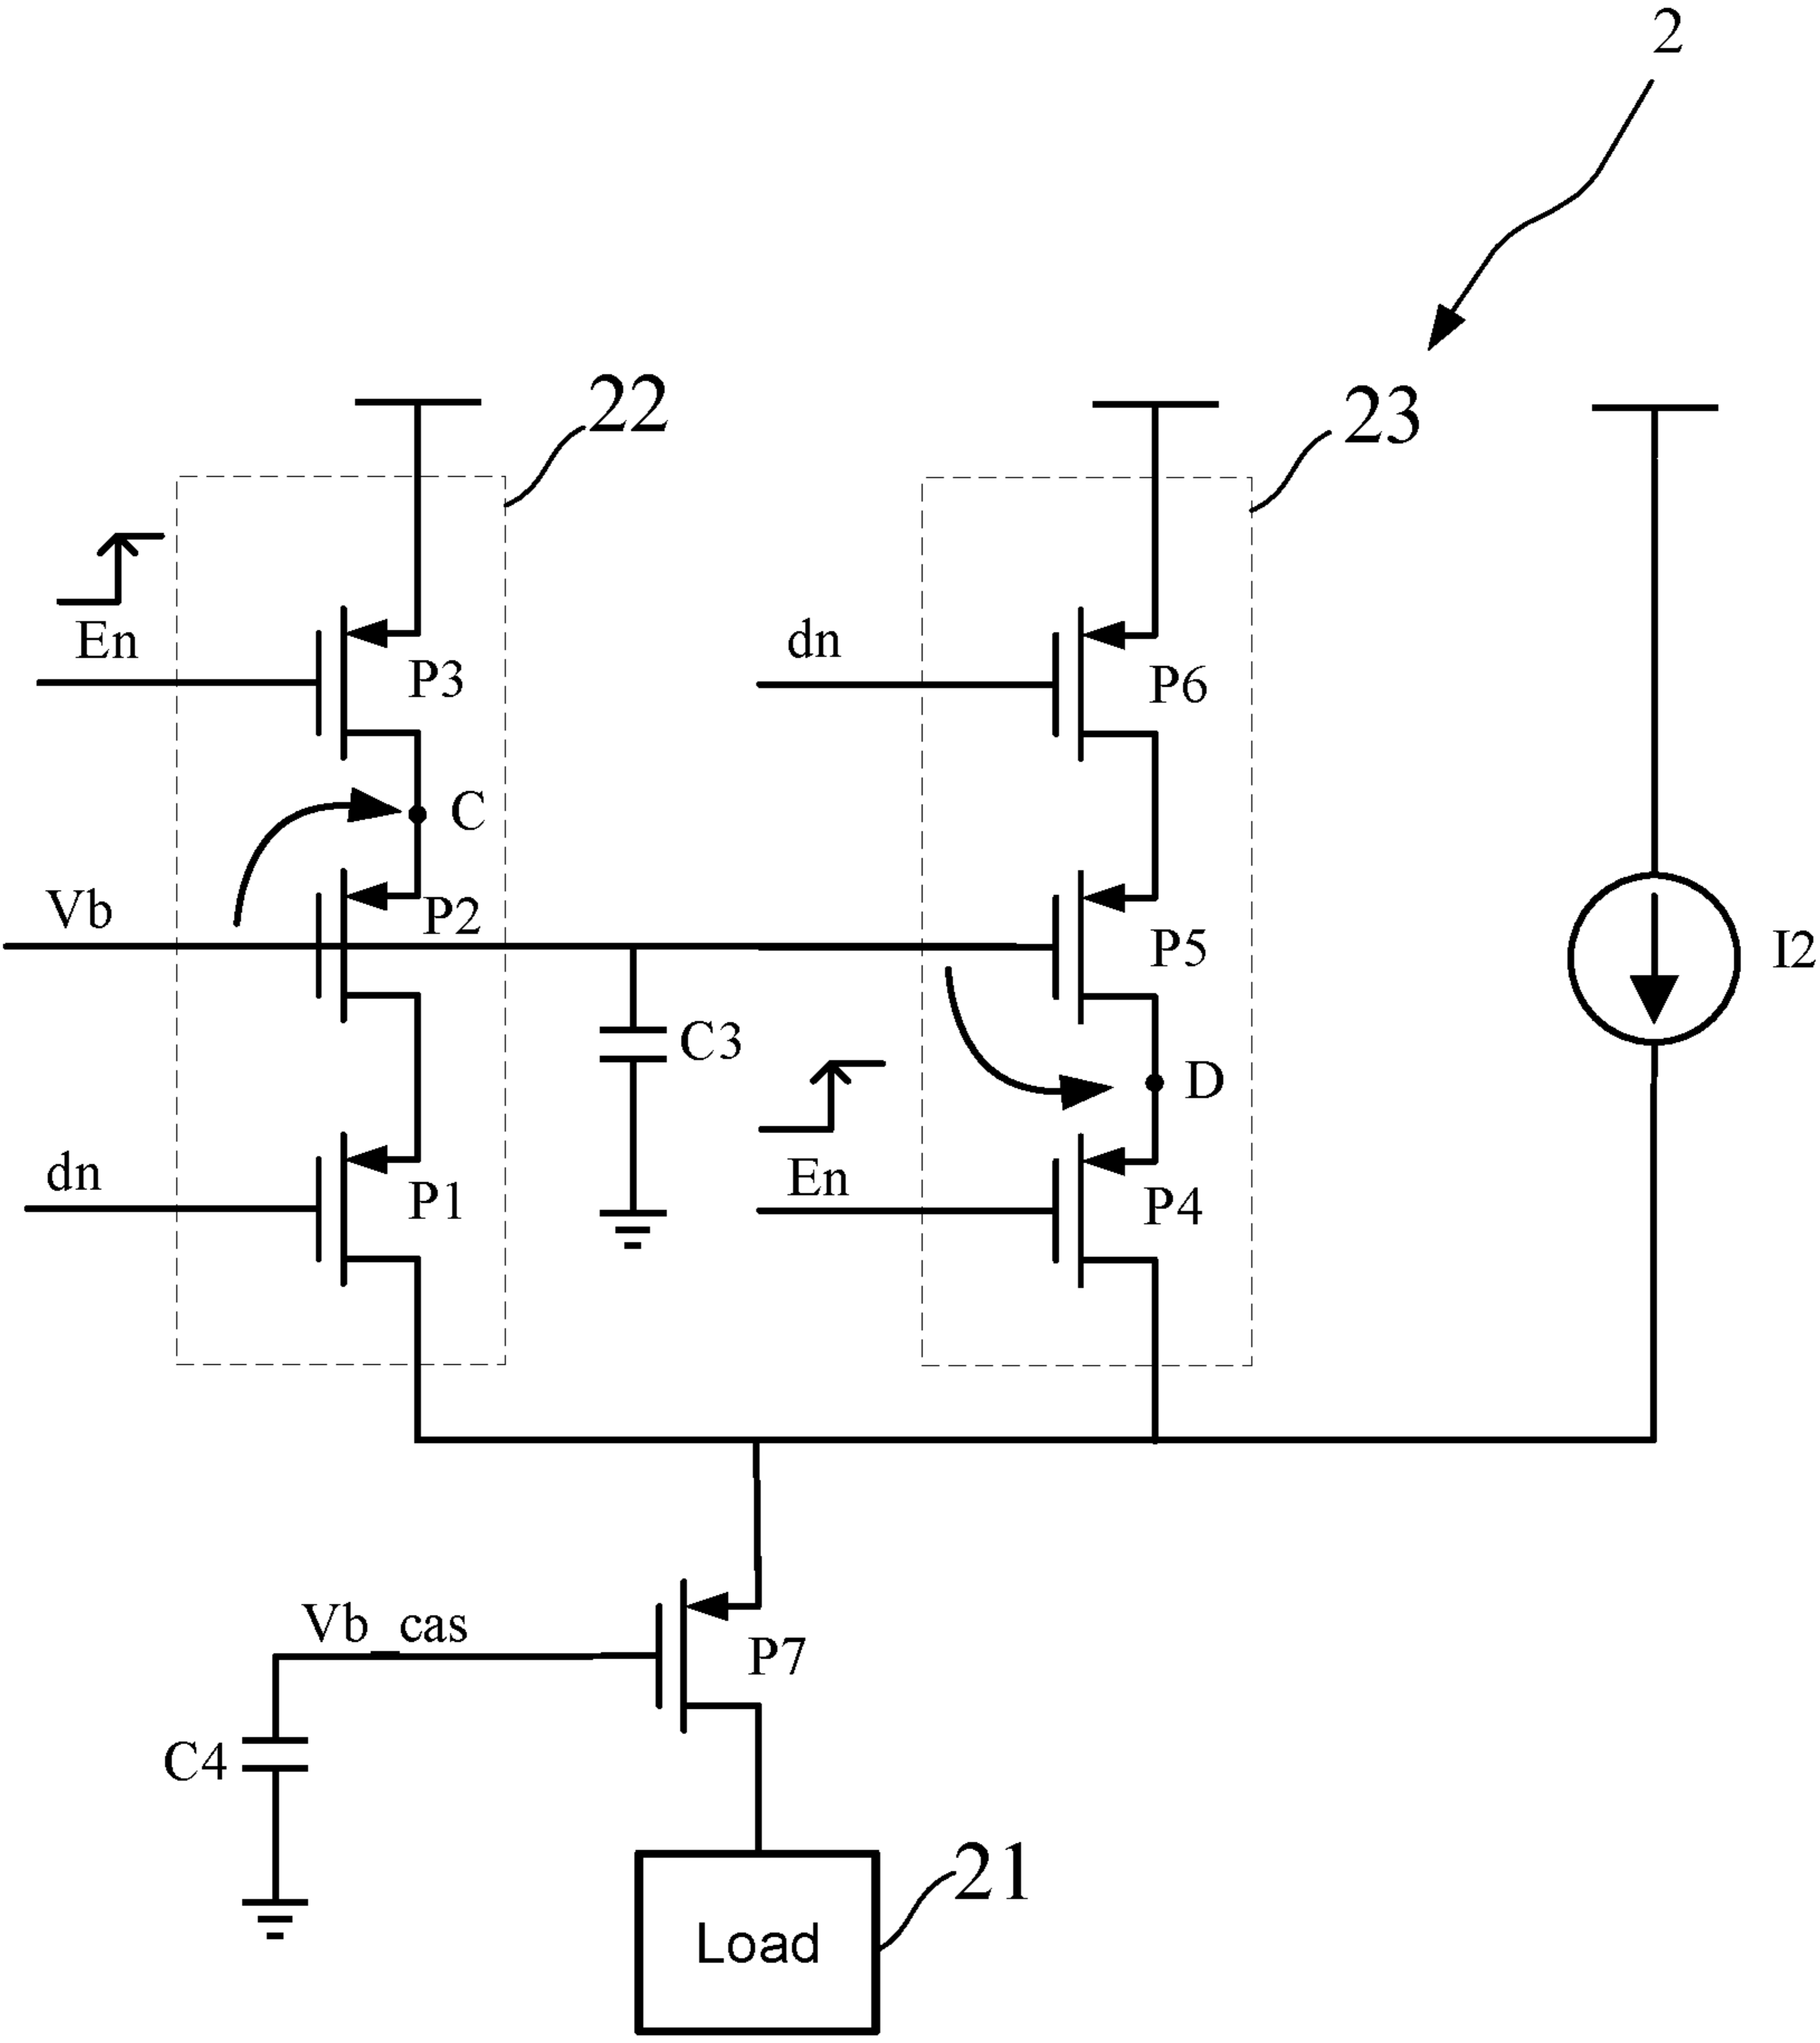 2
22
23
En
P3
dn
P6
C
Vb
P2
P5
I2
C3
D
dn
P1
En
P4
Vb_cas
P7
C4
21
Load